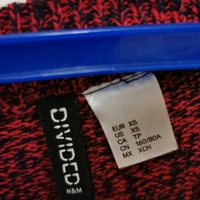 DIVIDED
H&M
EUR XS
US XS
CA TP
CN 160/80A
MX XCH